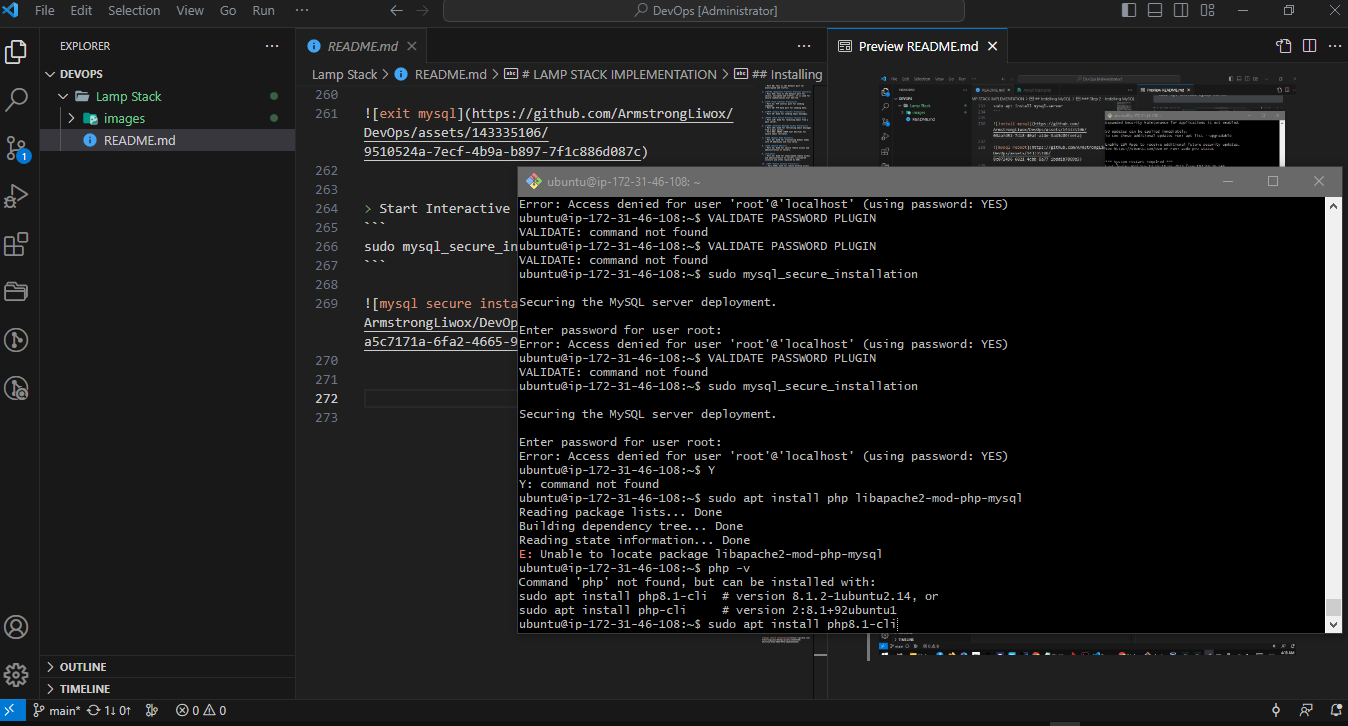 File Edit Selection View Go Run ··· DevOps [Administrator]
EXPLORER
DEVOPS
Lamp Stack
images
README.md
1
OUTLINE
TIMELINE
README.md
Lamp Stack > README.md > # LAMP STACK IMPLEMENTATION > ## Installing
260
261 ![exit mysql](https://github.com/ArmstrongLiwox/
DevOps/assets/143335106/
9510524a-7ecf-4b9a-b897-7f1c886d087c)
262
263
264 > Start Interactive
265 ```
266 sudo mysql_secure_in
267 ```
268
269 ![mysql secure insta
ArmstrongLiwox/DevOp
a5c7171a-6fa2-4665-9
270
271
272
273
Preview README.md
ubuntu@ip-172-31-46-108: ~
Error: Access denied for user 'root'@'localhost' (using password: YES)
ubuntu@ip-172-31-46-108:~$ VALIDATE PASSWORD PLUGIN
VALIDATE: command not found
ubuntu@ip-172-31-46-108:~$ VALIDATE PASSWORD PLUGIN
VALIDATE: command not found
ubuntu@ip-172-31-46-108:~$ sudo mysql_secure_installation
Securing the MySQL server deployment.
Enter password for user root:
Error: Access denied for user 'root'@'localhost' (using password: YES)
ubuntu@ip-172-31-46-108:~$ VALIDATE PASSWORD PLUGIN
VALIDATE: command not found
ubuntu@ip-172-31-46-108:~$ sudo mysql_secure_installation
Securing the MySQL server deployment.
Enter password for user root:
Error: Access denied for user 'root'@'localhost' (using password: YES)
ubuntu@ip-172-31-46-108:~$ Y
Y: command not found
ubuntu@ip-172-31-46-108:~$ sudo apt install php libapache2-mod-php-mysql
Reading package lists... Done
Building dependency tree... Done
Reading state information... Done
E: Unable to locate package libapache2-mod-php-mysql
ubuntu@ip-172-31-46-108:~$ php -v
Command 'php' not found, but can be installed with:
sudo apt install php8.1-cli # version 8.1.2-1ubuntu2.14, or
sudo apt install php-cli # version 2:8.1+92ubuntu1
ubuntu@ip-172-31-46-108:~$ sudo apt install php8.1-cli
main* 1↓ 0↑ 0 0